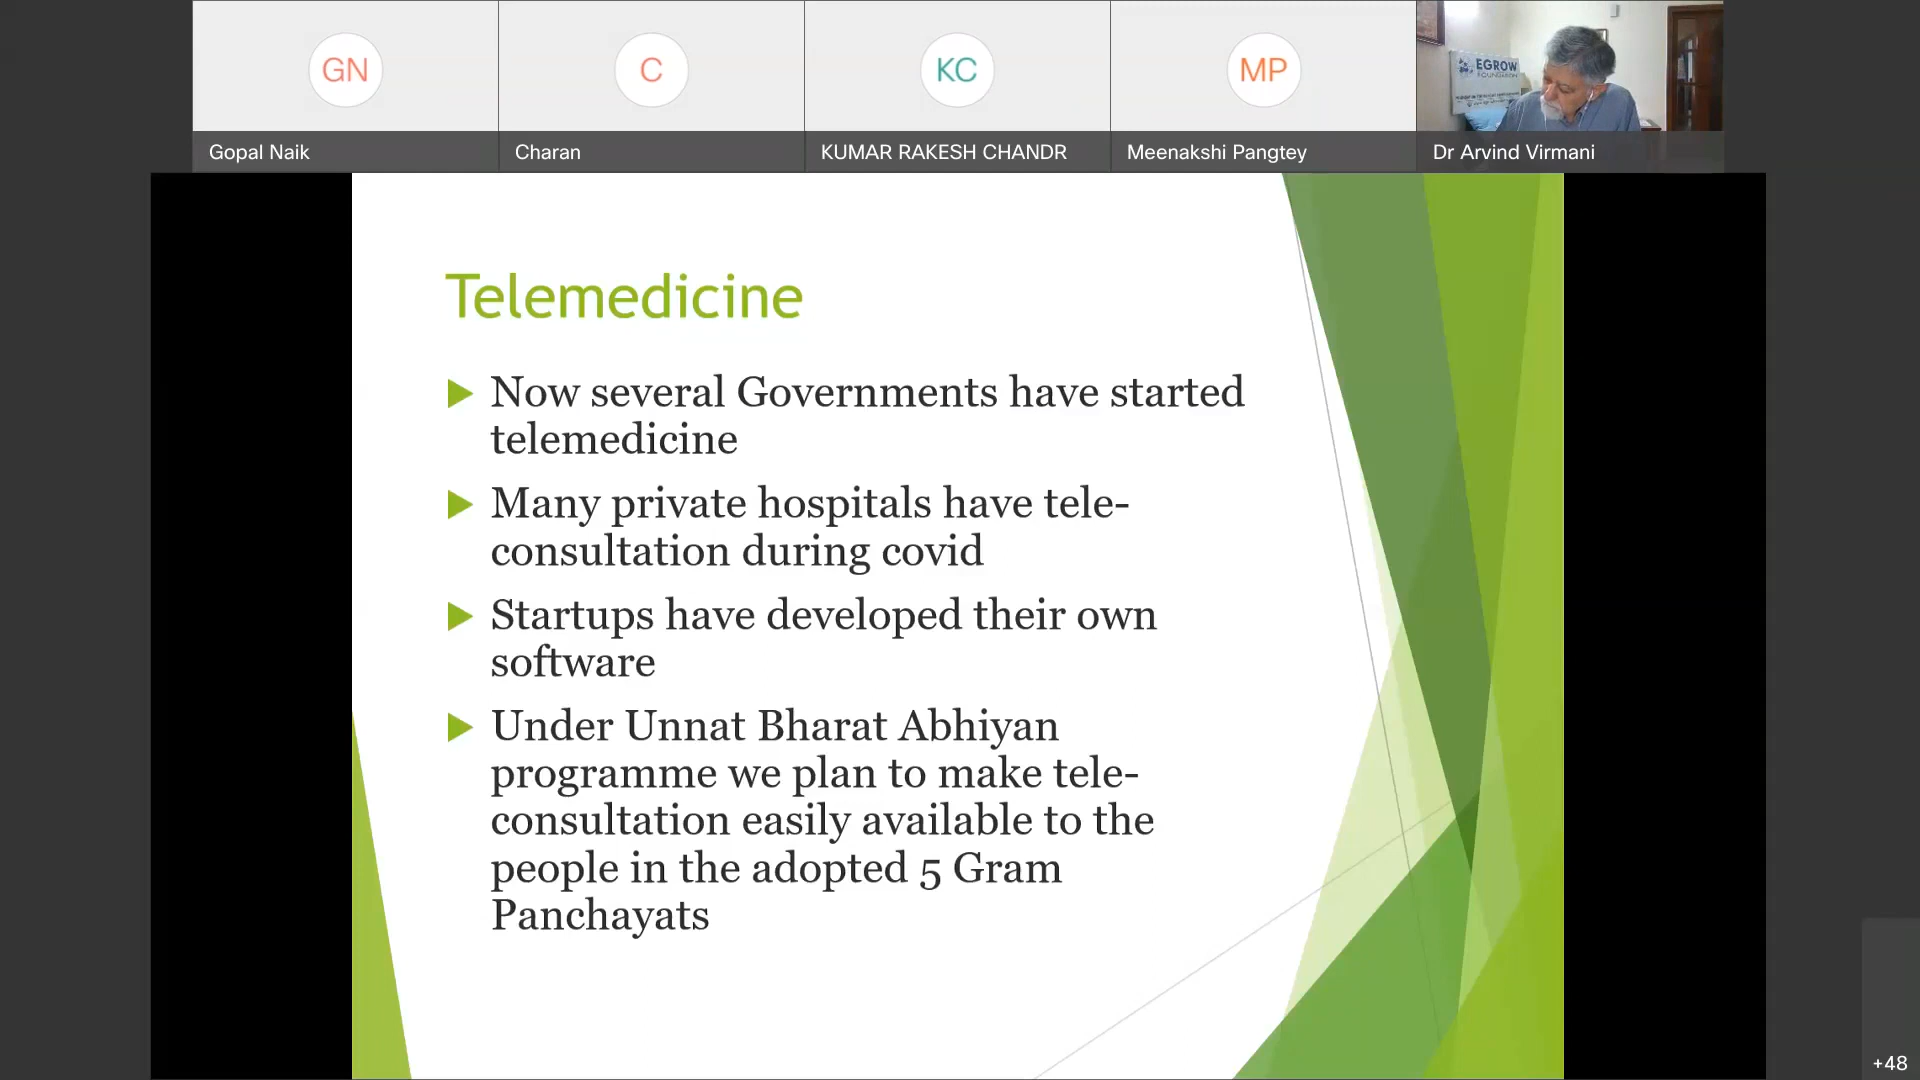 GN
C
KC
MP
EGROW
FOUNDATION
Gopal Naik
Charan
KUMAR RAKESH CHANDR
Meenakshi Pangtey
Dr Arvind Virmani
Telemedicine
Now several Governments have started
telemedicine
Many private hospitals have tele-
consultation during covid
Startups have developed their own
software
Under Unnat Bharat Abhiyan
programme we plan to make tele-
consultation easily available to the
people in the adopted 5 Gram
Panchayats
+48